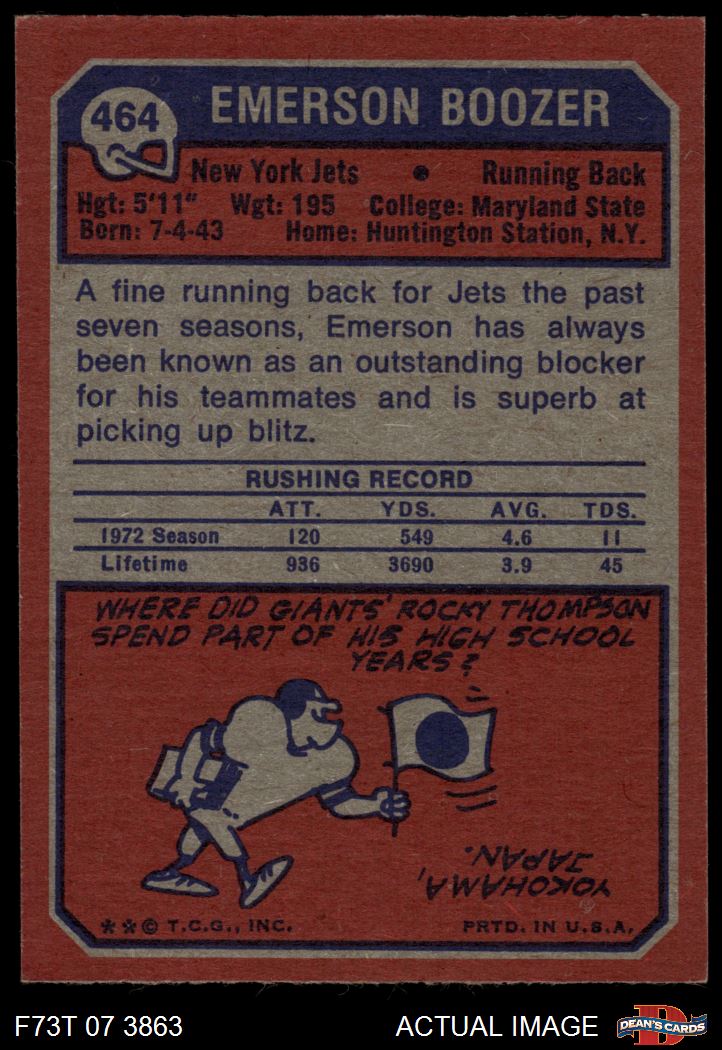 464
EMERSON BOOZER
New York Jets • Running Back
Hgt: 5'11" Wgt: 195 College: Maryland State
Born: 7-4-43 Home: Huntington Station, N.Y.
A fine running back for Jets the past
seven seasons, Emerson has always
been known as an outstanding blocker
for his teammates and is superb at
picking up blitz.
RUSHING RECORD
ATT. YDS. AVG. TDS.
1972 Season 120 549 4.6 11
Lifetime 936 3690 3.9 45
WHERE DID GIANTS' ROCKY THOMPSON
SPEND PART OF HIS HIGH SCHOOL
YEARS?
YOKOHAMA,
JAPAN.
**© T.C.G., INC. PRTD. IN U.S.A.
F73T 07 3863 ACTUAL IMAGE
DEAN'S CARDS